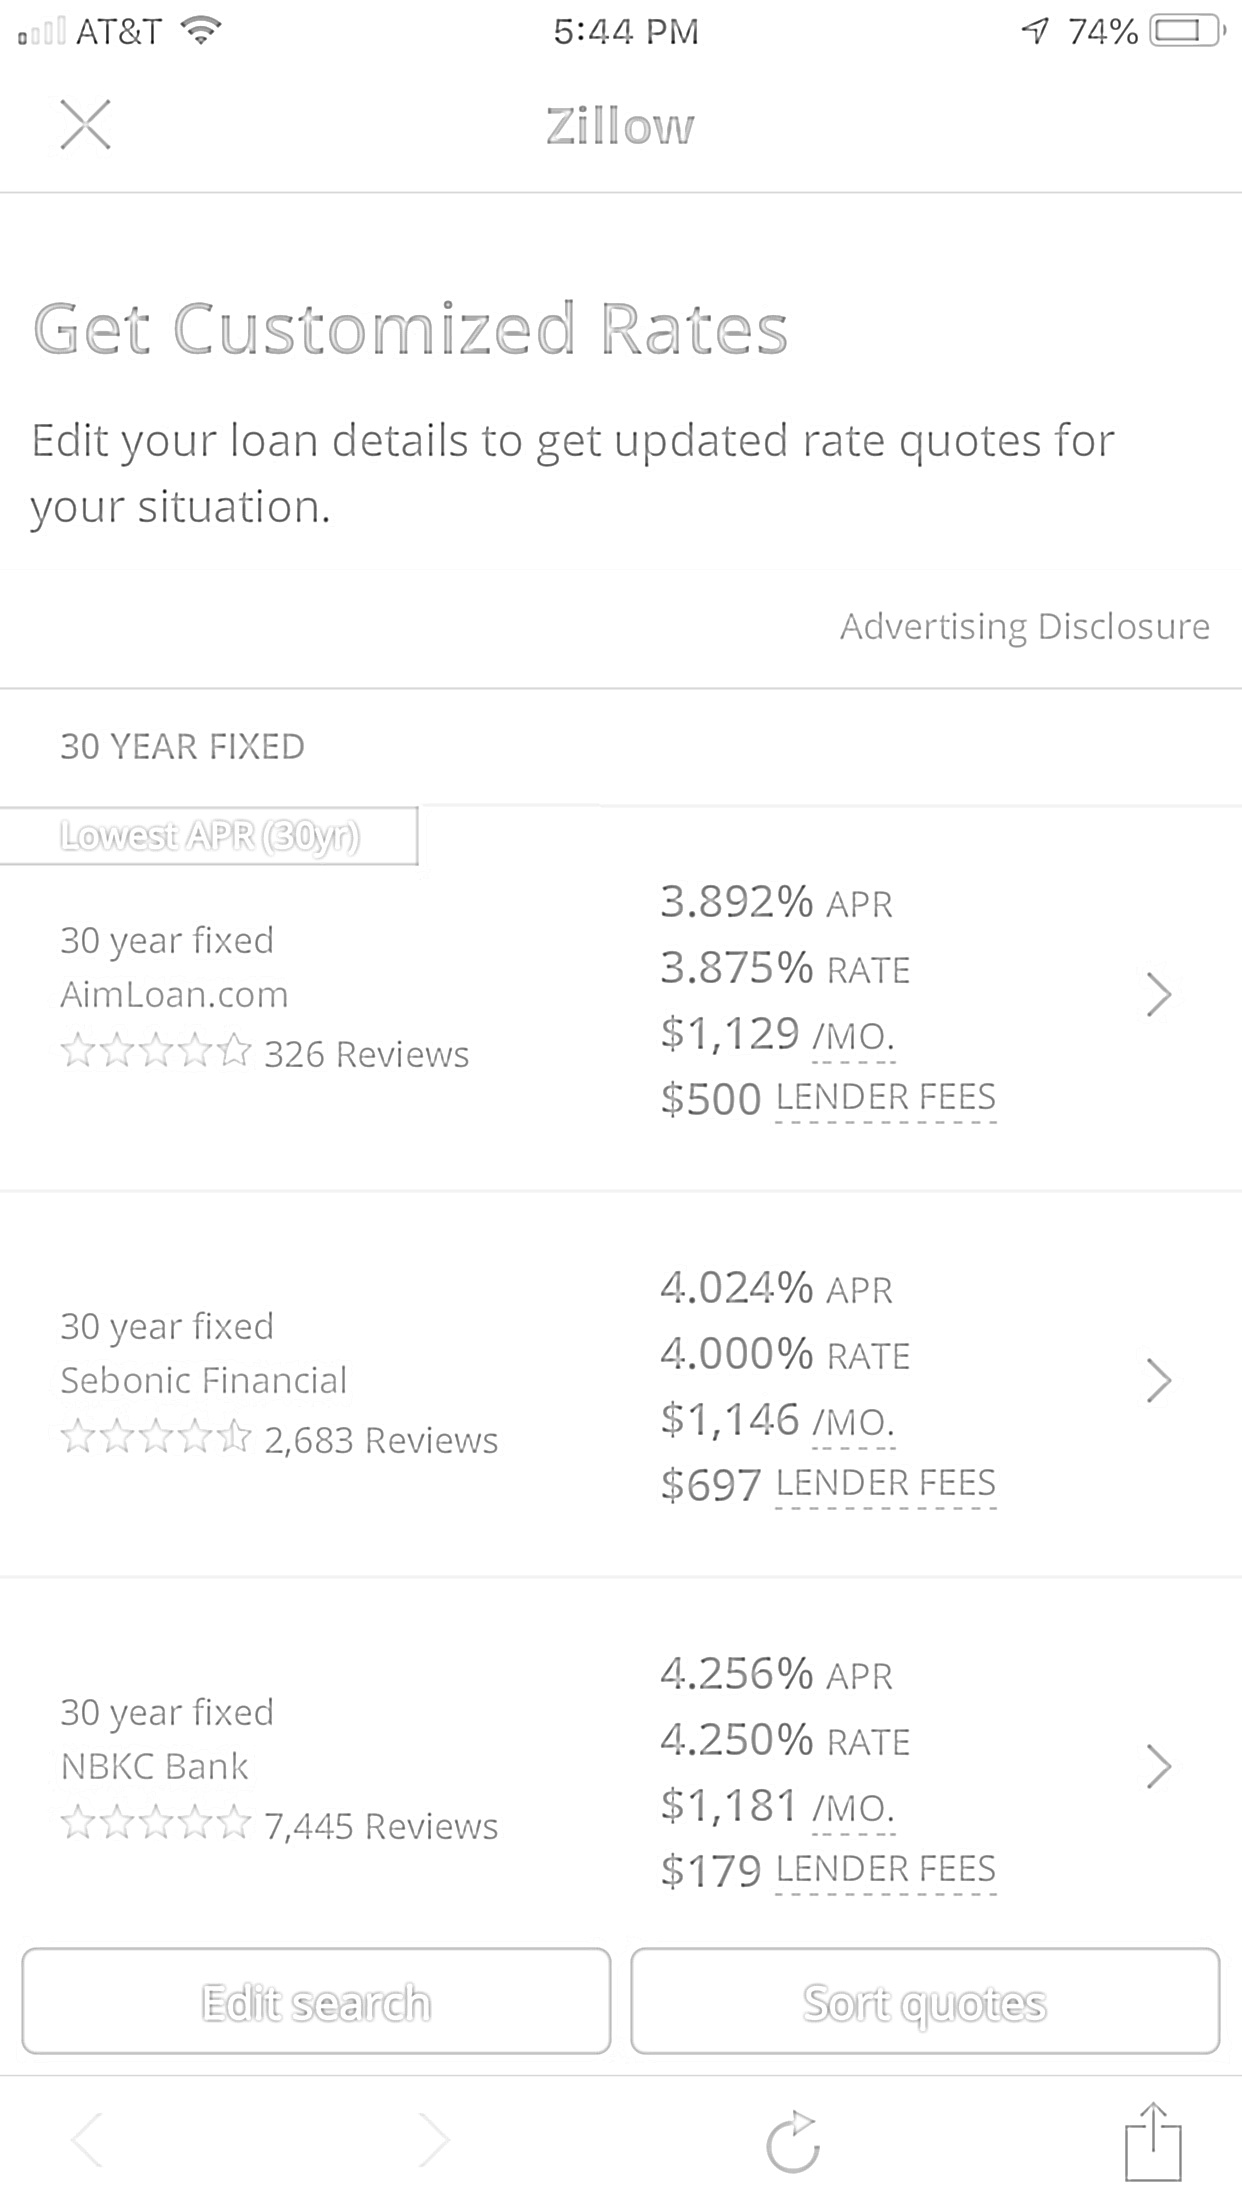 AT&T 5:44 PM 74%
Zillow
Get Customized Rates
Edit your loan details to get updated rate quotes for
your situation.
Advertising Disclosure
30 YEAR FIXED
Lowest APR (30yr)
30 year fixed
AimLoan.com
326 Reviews
3.892% APR
3.875% RATE
$1,129 /MO.
$500 LENDER FEES
30 year fixed
Sebonic Financial
2,683 Reviews
4.024% APR
4.000% RATE
$1,146 /MO.
$697 LENDER FEES
30 year fixed
NBKC Bank
7,445 Reviews
4.256% APR
4.250% RATE
$1,181 /MO.
$179 LENDER FEES
Edit search
Sort quotes